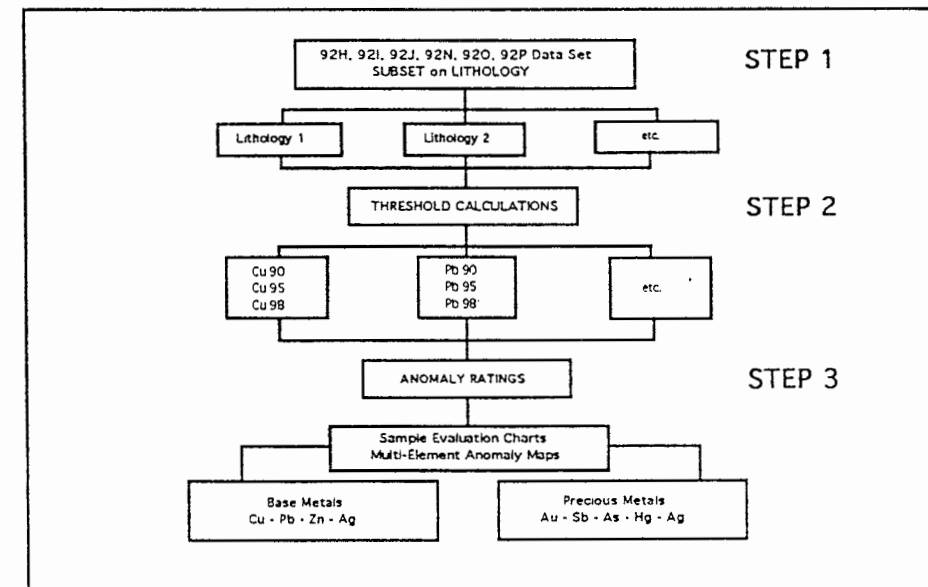 92H, 92I, 92J, 92N, 92O, 92P Data Set
SUBSET on LITHOLOGY
STEP 1
Lithology 1
Lithology 2
etc.
THRESHOLD CALCULATIONS
STEP 2
Cu 90
Cu 95
Cu 98
Pb 90
Pb 95
Pb 98
etc.
ANOMALY RATINGS
STEP 3
Sample Evaluation Charts
Multi-Element Anomaly Maps
Base Metals
Cu - Pb - Zn - Ag
Precious Metals
Au - Sb - As - Hg - Ag